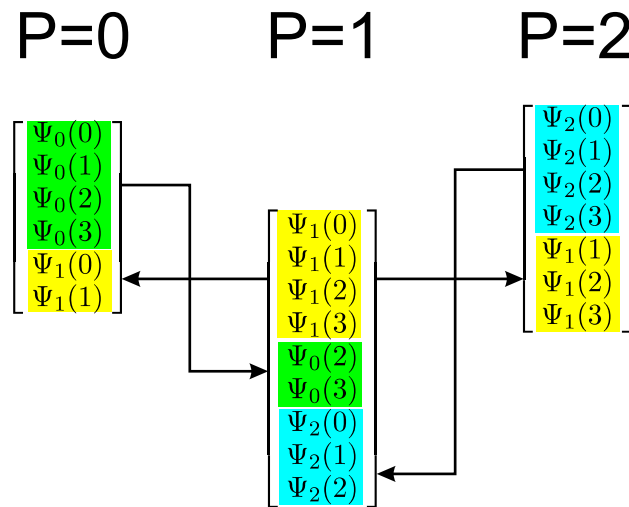 P=0 P=1 P=2
Ψ₀(0)
Ψ₀(1)
Ψ₀(2)
Ψ₀(3)
Ψ₁(0)
Ψ₁(1)
Ψ₁(0)
Ψ₁(1)
Ψ₁(2)
Ψ₁(3)
Ψ₀(2)
Ψ₀(3)
Ψ₂(0)
Ψ₂(1)
Ψ₂(2)
Ψ₂(0)
Ψ₂(1)
Ψ₂(2)
Ψ₂(3)
Ψ₁(1)
Ψ₁(2)
Ψ₁(3)